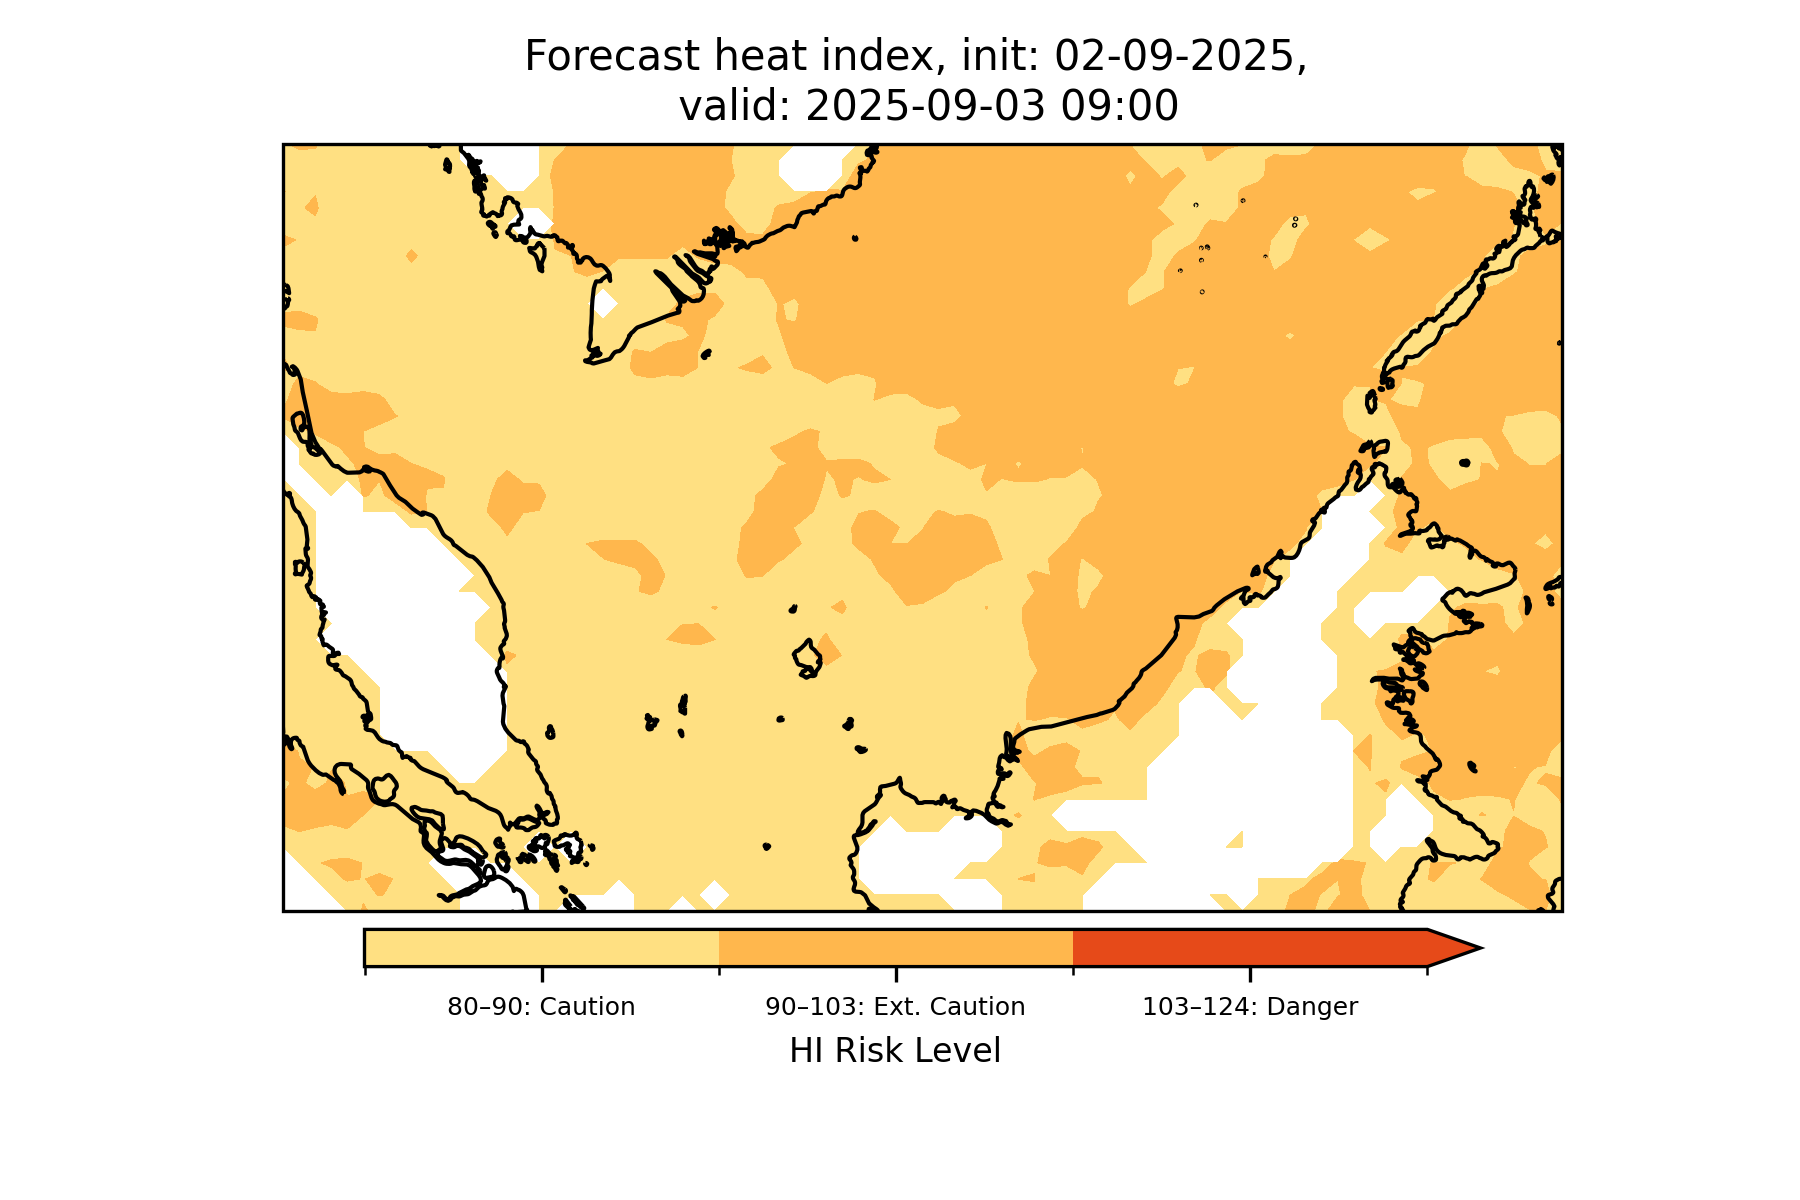 Forecast heat index, init: 02-09-2025,
valid: 2025-09-03 09:00
80–90: Caution
90–103: Ext. Caution
103–124: Danger
HI Risk Level